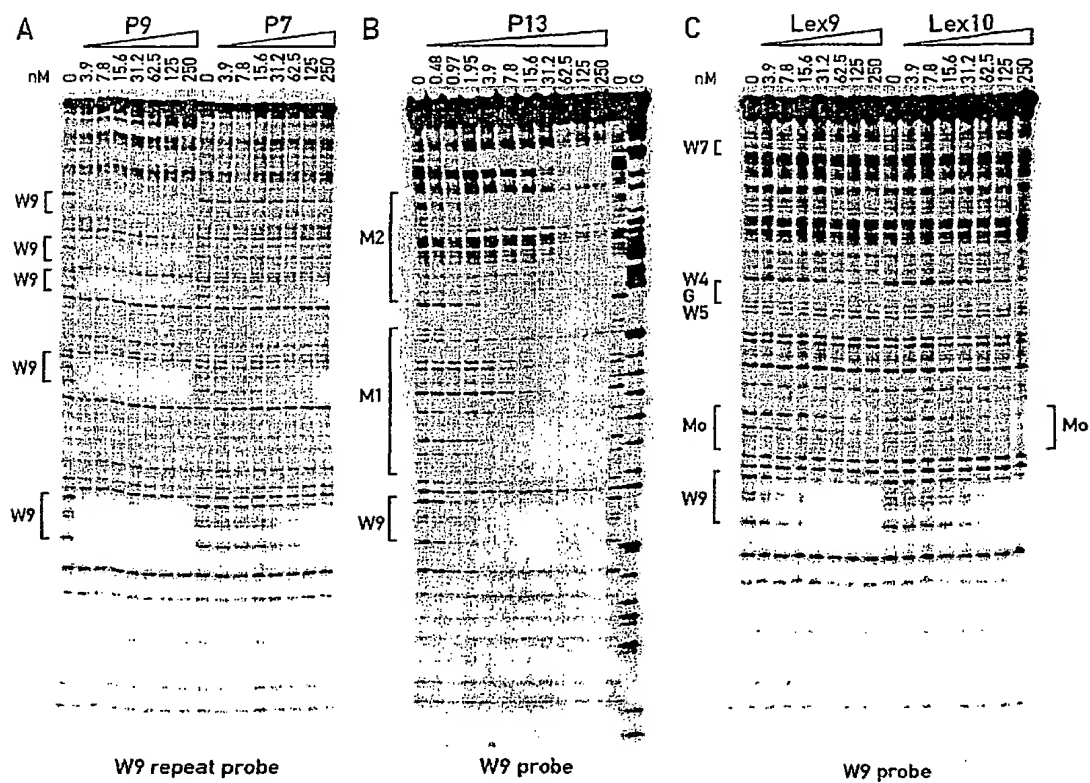 A P9 P7
nM 0 3.9 7.8 15.6 31.2 62.5 125 250 0 3.9 7.8 15.6 31.2 62.5 125 250
W9
W9
W9
W9
W9
W9 repeat probe
B P13
0 0.48 0.97 1.95 3.9 7.8 15.6 31.2 62.5 125 250 0 G
M2
M1
W9
W9 probe
C Lex9 Lex10
nM 0 3.9 7.8 15.6 31.2 62.5 125 250 0 3.9 7.8 15.6 31.2 62.5 125 250
W7
W4
G
W5
Mo
Mo
W9
W9 probe